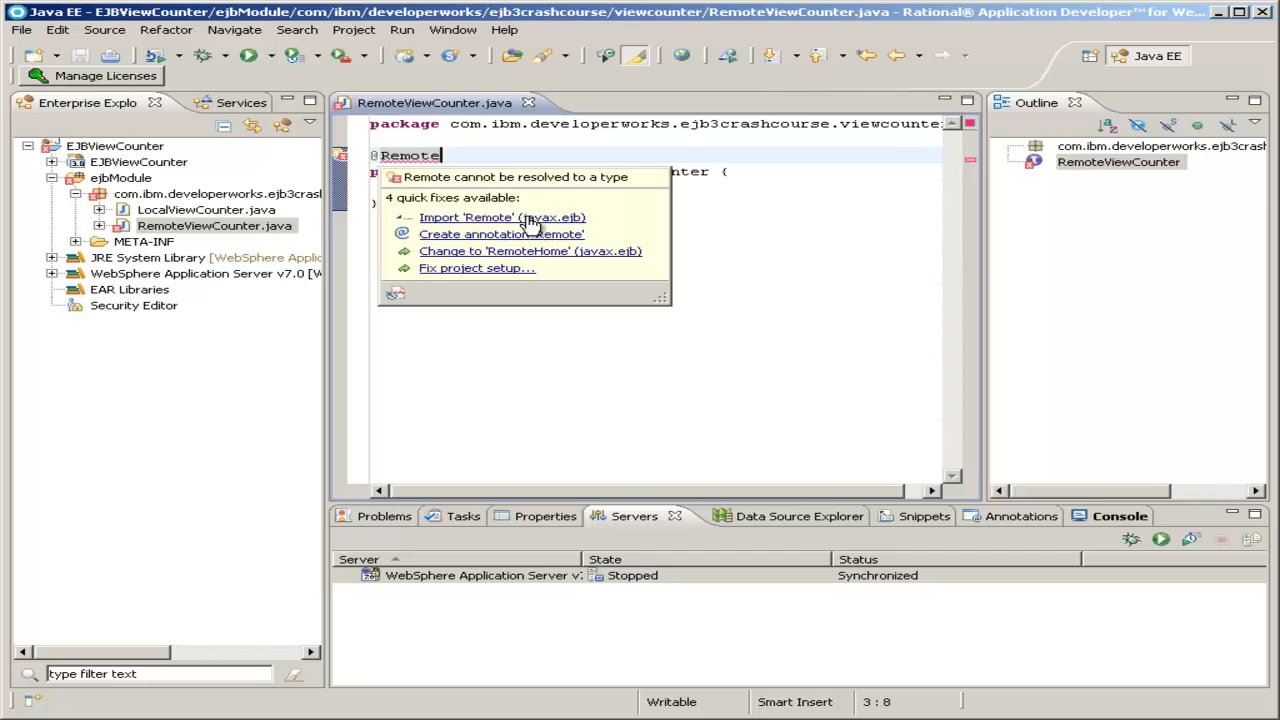 Java EE - EJBViewCounter/ejbModule/com/ibm/developerworks/ejb3crashcourse/viewcounter/RemoteViewCounter.java - Rational® Application Developer™ for We...
File Edit Source Refactor Navigate Search Project Run Window Help
Java EE
Manage Licenses
Enterprise Explo
Services
EJBViewCounter
EJBViewCounter
ejbModule
com.ibm.developerworks.ejb3crash
LocalViewCounter.java
RemoteViewCounter.java
META-INF
JRE System Library [WebSphere Applic
WebSphere Application Server v7.0 [W
EAR Libraries
Security Editor
type filter text
RemoteViewCounter.java
package com.ibm.developerworks.ejb3crashcourse.viewcounter
@Remote
nter {
Remote cannot be resolved to a type
4 quick fixes available:
Import 'Remote' (javax.ejb)
Create annotation 'Remote'
Change to 'RemoteHome' (javax.ejb)
Fix project setup...
Outline
com.ibm.developerworks.ejb3crash
RemoteViewCounter
Problems Tasks Properties Servers Data Source Explorer Snippets Annotations Console
Server State Status
WebSphere Application Server v7 Stopped Synchronized
Writable Smart Insert 3 : 8